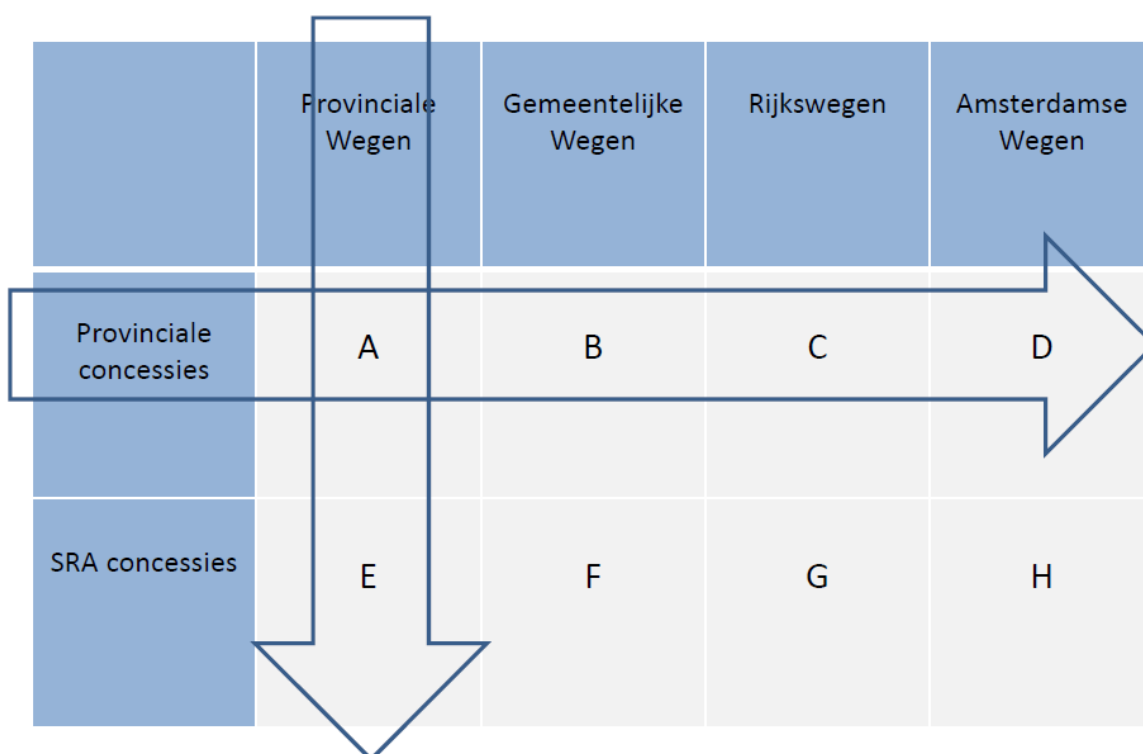 Provinciale
Wegen
Gemeentelijke
Wegen
Rijkswegen
Amsterdamse
Wegen
Provinciale
concessies
A
B
C
D
SRA concessies
E
F
G
H